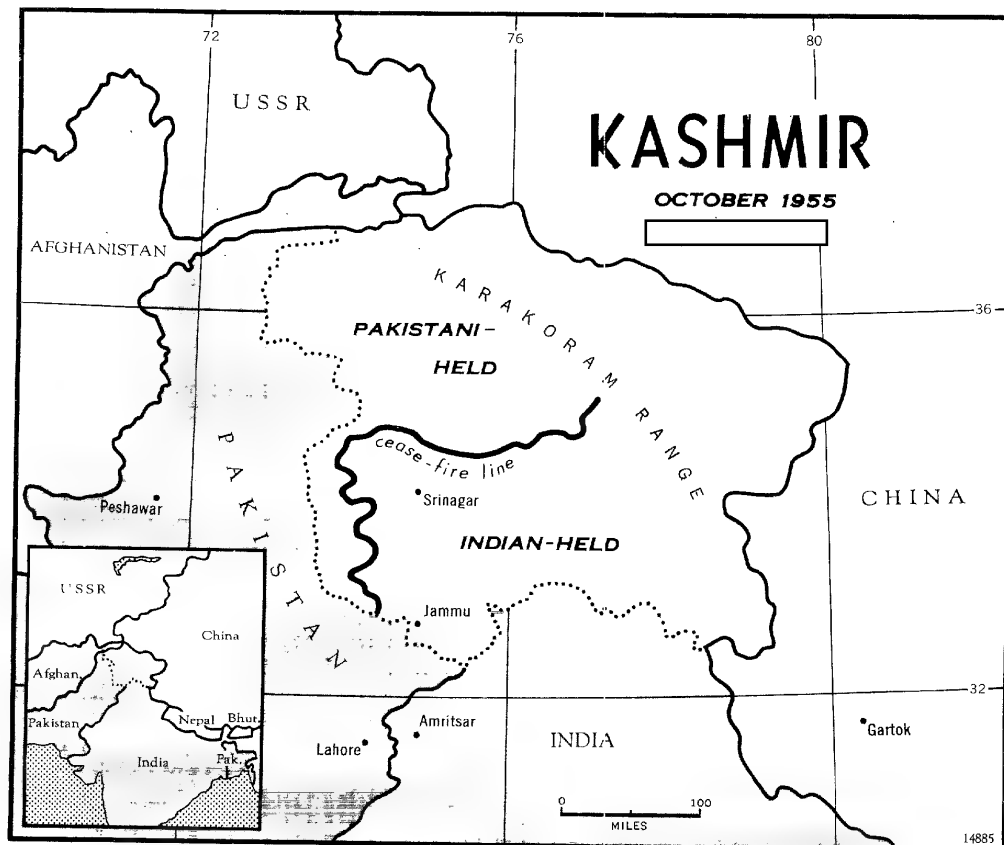 72
76
80
USSR
KASHMIR
OCTOBER 1955
AFGHANISTAN
KARAKORAM RANGE
36
PAKISTANI-
HELD
cease-fire line
PAKISTAN
Peshawar
Srinagar
CHINA
INDIAN-HELD
Jammu
32
Amritsar
Lahore
INDIA
Gartok
0
100
MILES
14885
USSR
China
Afghan.
Pakistan
Nepal
Bhut.
India
Pak.